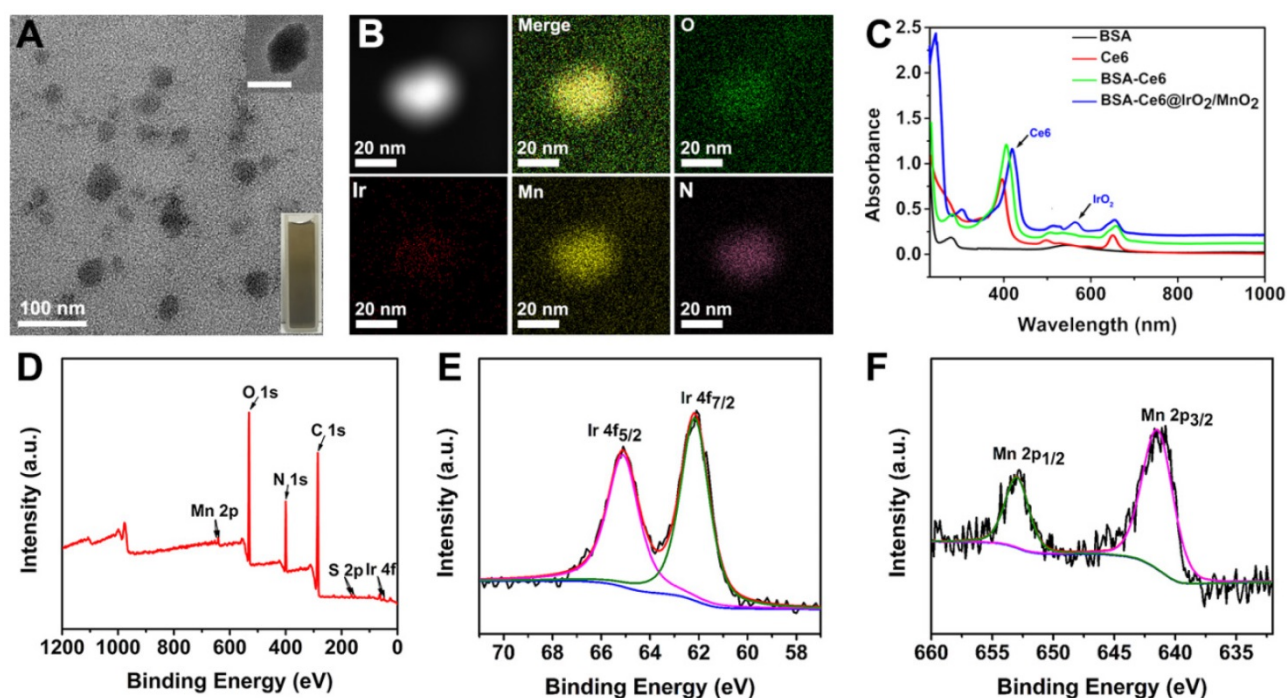 A
100 nm
B
20 nm
Merge
20 nm
O
20 nm
Ir
20 nm
Mn
20 nm
N
20 nm
C
2.5
2.0
1.5
1.0
0.5
0.0
Absorbance
BSA
Ce6
BSA-Ce6
BSA-Ce6@IrO₂/MnO₂
Ce6
IrO₂
400 600 800 1000
Wavelength (nm)
D
Intensity (a.u.)
O 1s
C 1s
N 1s
Mn 2p
S 2p Ir 4f
1200 1000 800 600 400 200 0
Binding Energy (eV)
E
Intensity (a.u.)
Ir 4f₅/₂
Ir 4f₇/₂
70 68 66 64 62 60 58
Binding Energy (eV)
F
Intensity (a.u.)
Mn 2p₁/₂
Mn 2p₃/₂
660 655 650 645 640 635
Binding Energy (eV)